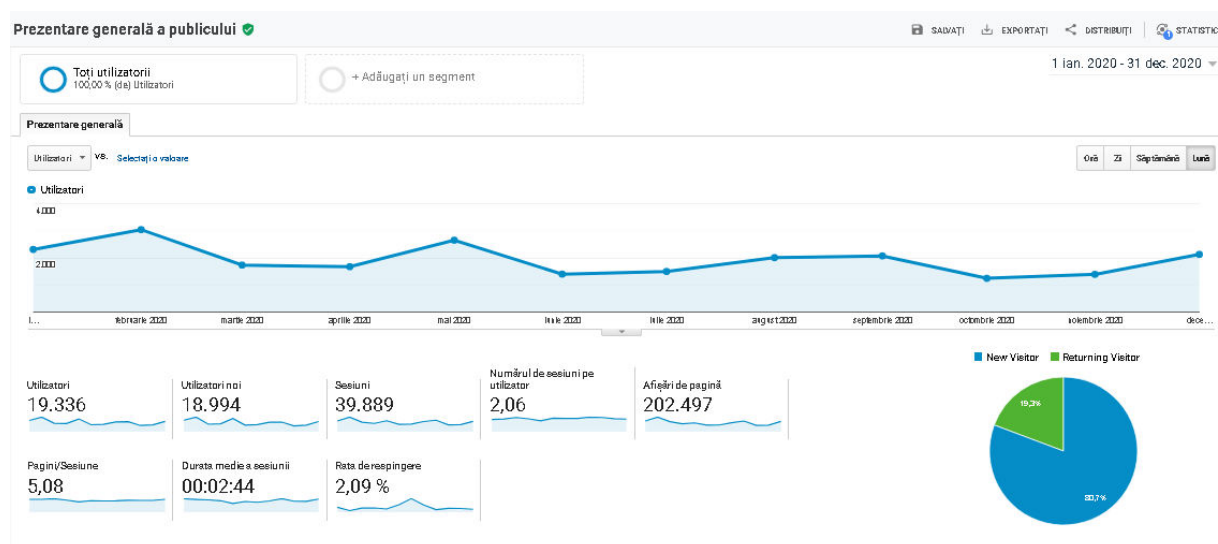 Prezentare generală a publicului
SALVAȚI EXPORTAȚI DISTRIBUIȚI STATISTIC
1 ian. 2020 - 31 dec. 2020
Toți utilizatorii
100,00 % (de) Utilizatori
+ Adăugați un segment
Prezentare generală
Utilizatori VS. Selectați o valoare
Oră Zi Săptămână Lună
Utilizatori
4.000
2.000
I... februarie 2020 martie 2020 aprilie 2020 mai 2020 iunie 2020 iulie 2020 august 2020 septembrie 2020 octombrie 2020 noiembrie 2020 dece...
New Visitor Returning Visitor
19,3%
80,7%
Utilizatori
19.336
Utilizatori noi
18.994
Sesiuni
39.889
Numărul de sesiuni pe
utilizator
2,06
Afișări de pagină
202.497
Pagini/Sesiune
5,08
Durata medie a sesiunii
00:02:44
Rata de respingere
2,09 %